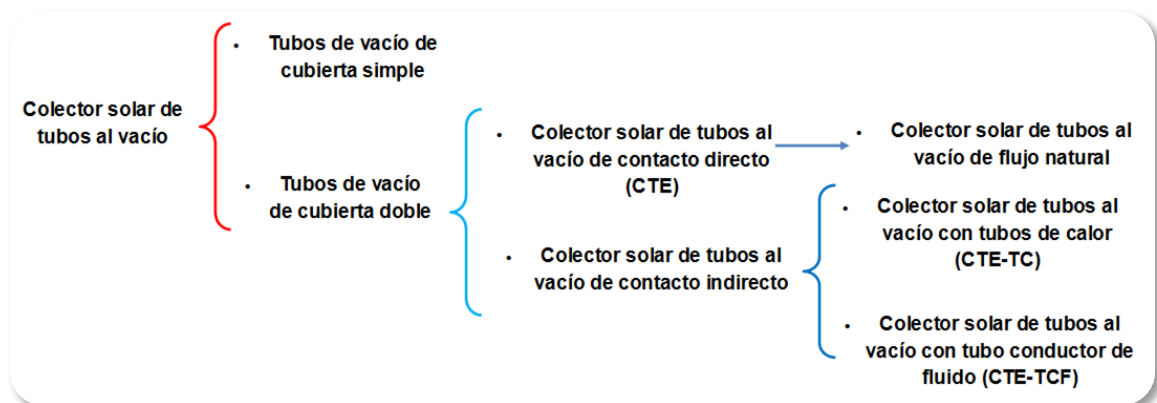 Colector solar de
tubos al vacío
• Tubos de vacío de
cubierta simple
• Tubos de vacío
de cubierta doble
• Colector solar de tubos al
vacío de contacto directo
(CTE)
• Colector solar de tubos al
vacío de contacto indirecto
• Colector solar de tubos al
vacío de flujo natural
• Colector solar de tubos al
vacío con tubos de calor
(CTE-TC)
• Colector solar de tubos al
vacío con tubo conductor de
fluido (CTE-TCF)